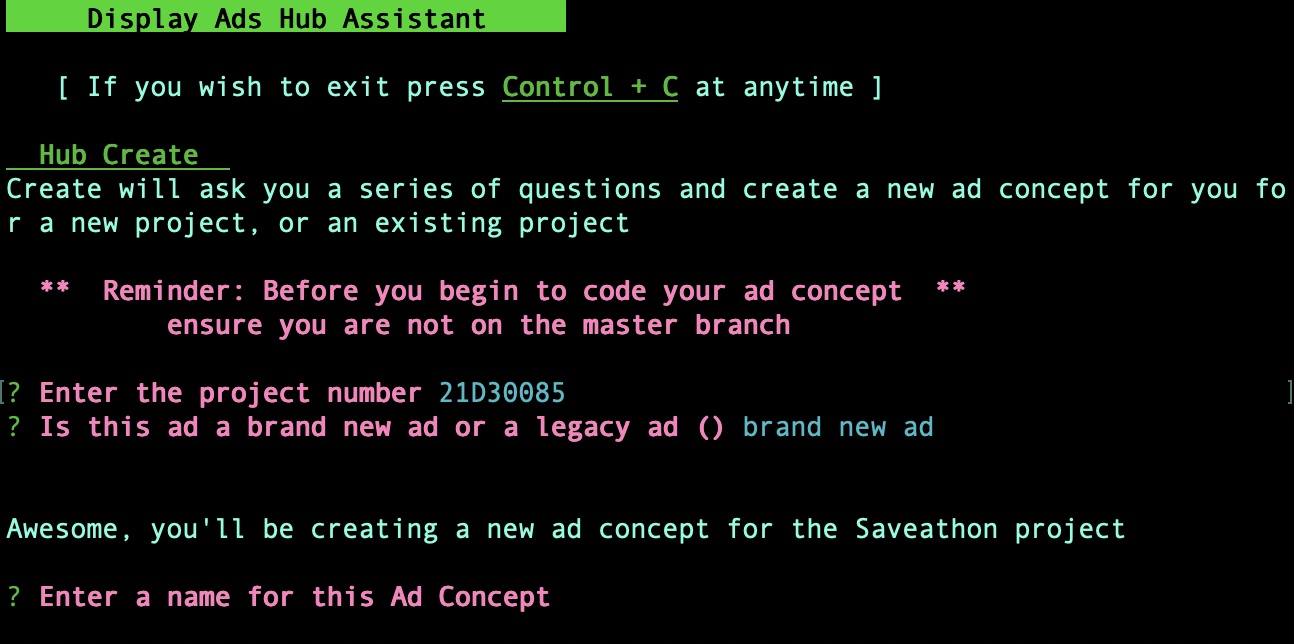 Display Ads Hub Assistant
[ If you wish to exit press Control + C at anytime ]
Hub Create
Create will ask you a series of questions and create a new ad concept for you fo
r a new project, or an existing project
** Reminder: Before you begin to code your ad concept **
ensure you are not on the master branch
[? Enter the project number 21D30085 ]
? Is this ad a brand new ad or a legacy ad () brand new ad
Awesome, you'll be creating a new ad concept for the Saveathon project
? Enter a name for this Ad Concept